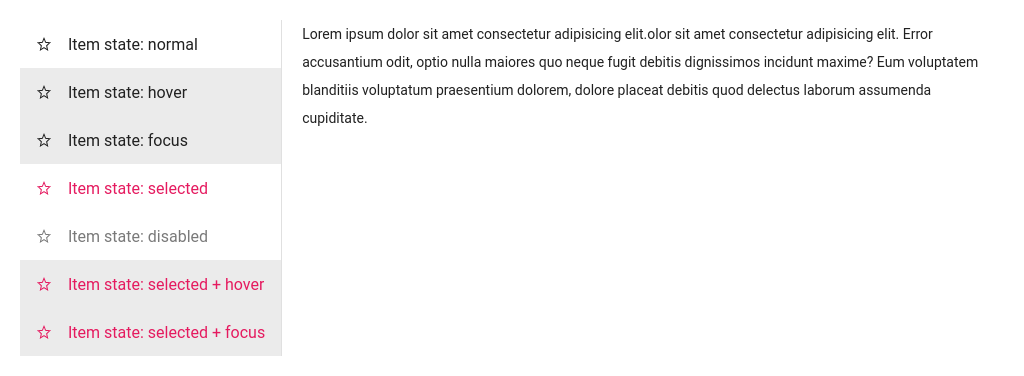 Item state: normal
Item state: hover
Item state: focus
Item state: selected
Item state: disabled
Item state: selected + hover
Item state: selected + focus
Lorem ipsum dolor sit amet consectetur adipisicing elit.olor sit amet consectetur adipisicing elit. Error
accusantium odit, optio nulla maiores quo neque fugit debitis dignissimos incidunt maxime? Eum voluptatem
blanditiis voluptatum praesentium dolorem, dolore placeat debitis quod delectus laborum assumenda
cupiditate.